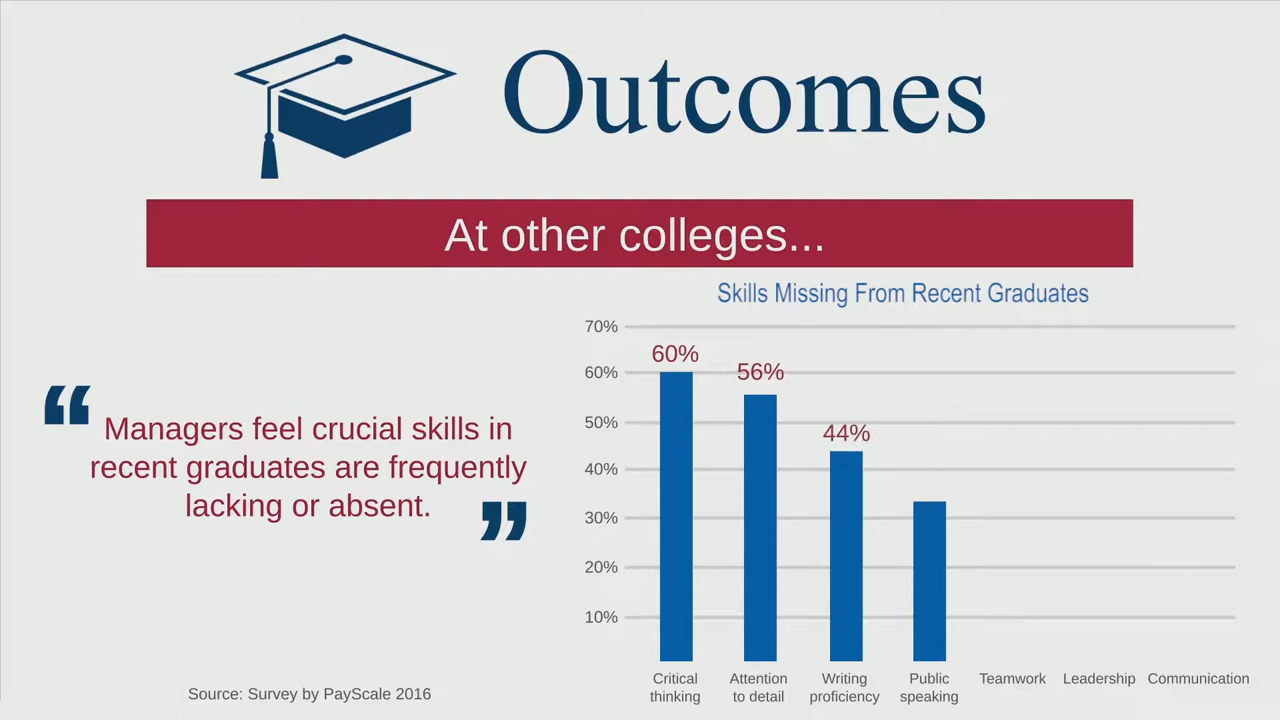 Outcomes
At other colleges...
Skills Missing From Recent Graduates
“ Managers feel crucial skills in
recent graduates are frequently
lacking or absent. ”
70%
60%
50%
40%
30%
20%
10%
60%
56%
44%
Critical
thinking
Attention
to detail
Writing
proficiency
Public
speaking
Teamwork
Leadership
Communication
Source: Survey by PayScale 2016